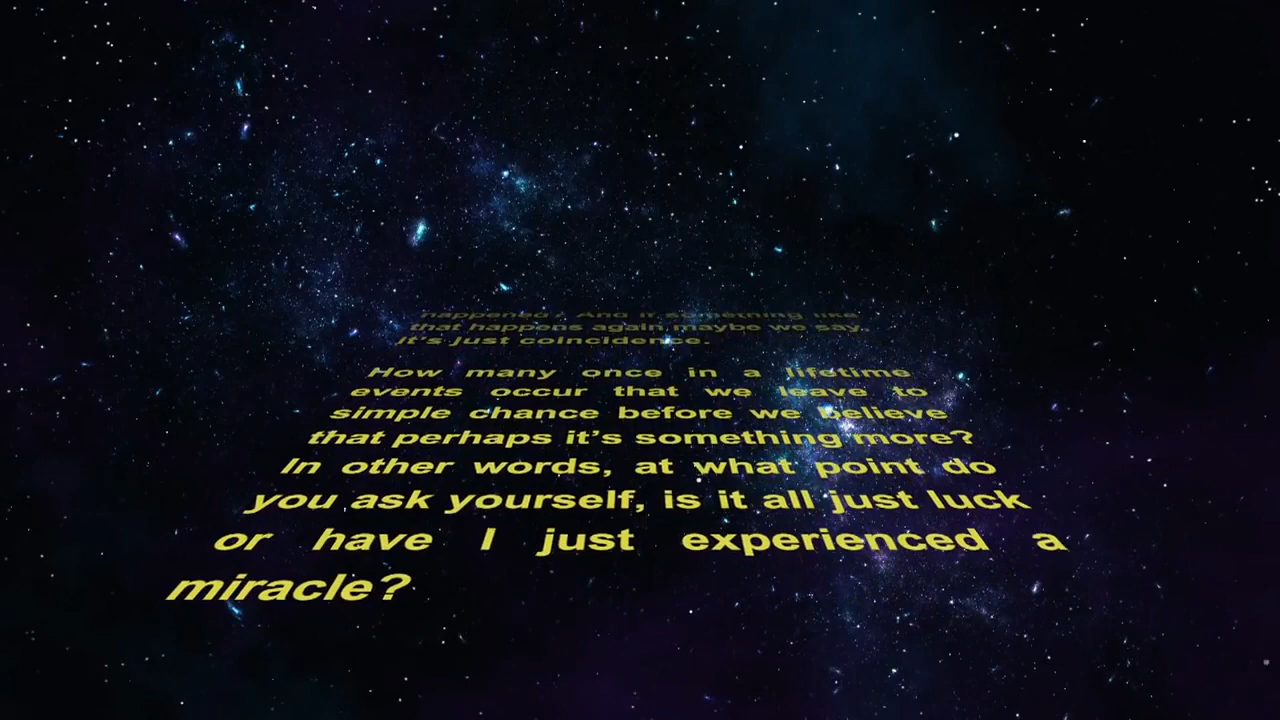 happened? And if something like
that happens again maybe we say,
it's just coincidence.
How many once in a lifetime
events occur that we leave to
simple chance before we believe
that perhaps it’s something more?
In other words, at what point do
you ask yourself, is it all just luck
or have I just experienced a
miracle?